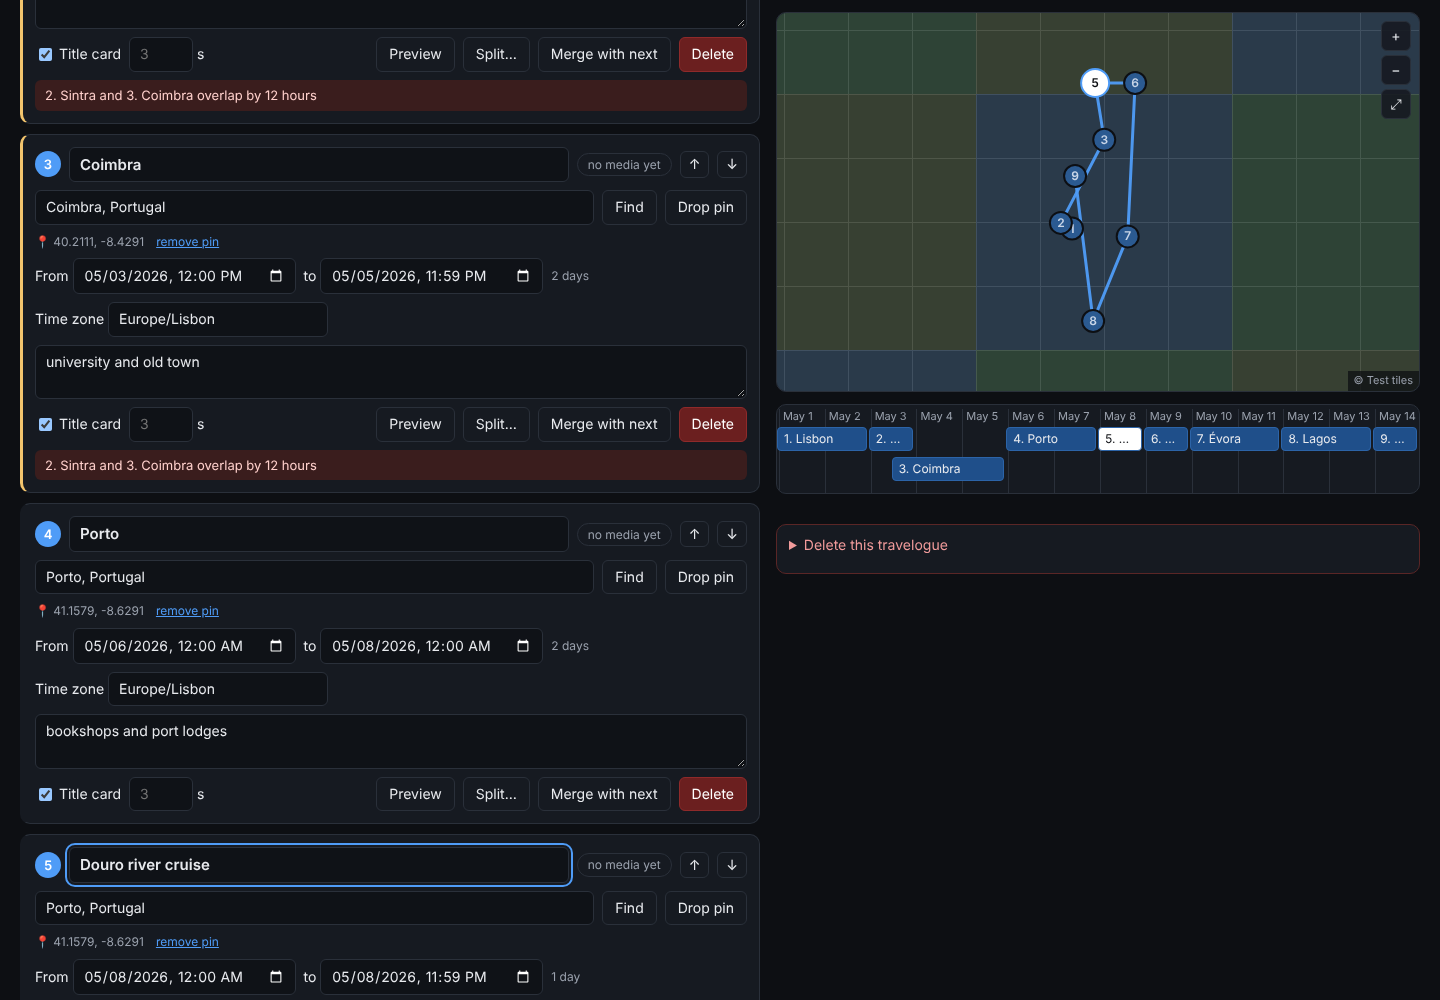 Title card 3 s Preview Split... Merge with next Delete
2. Sintra and 3. Coimbra overlap by 12 hours
3 Coimbra no media yet ↑ ↓
Coimbra, Portugal Find Drop pin
40.2111, -8.4291 remove pin
From 05/03/2026, 12:00 PM to 05/05/2026, 11:59 PM 2 days
Time zone Europe/Lisbon
university and old town
Title card 3 s Preview Split... Merge with next Delete
2. Sintra and 3. Coimbra overlap by 12 hours
4 Porto no media yet ↑ ↓
Porto, Portugal Find Drop pin
41.1579, -8.6291 remove pin
From 05/06/2026, 12:00 AM to 05/08/2026, 12:00 AM 2 days
Time zone Europe/Lisbon
bookshops and port lodges
Title card 3 s Preview Split... Merge with next Delete
5 Douro river cruise no media yet ↑ ↓
Porto, Portugal Find Drop pin
41.1579, -8.6291 remove pin
From 05/08/2026, 12:00 AM to 05/08/2026, 11:59 PM 1 day
+
−
5 6
3
9
2
7
8
© Test tiles
May 1 May 2 May 3 May 4 May 5 May 6 May 7 May 8 May 9 May 10 May 11 May 12 May 13 May 14
1. Lisbon 2. ... 4. Porto 5. ... 6. ... 7. Évora 8. Lagos 9. ...
3. Coimbra
Delete this travelogue